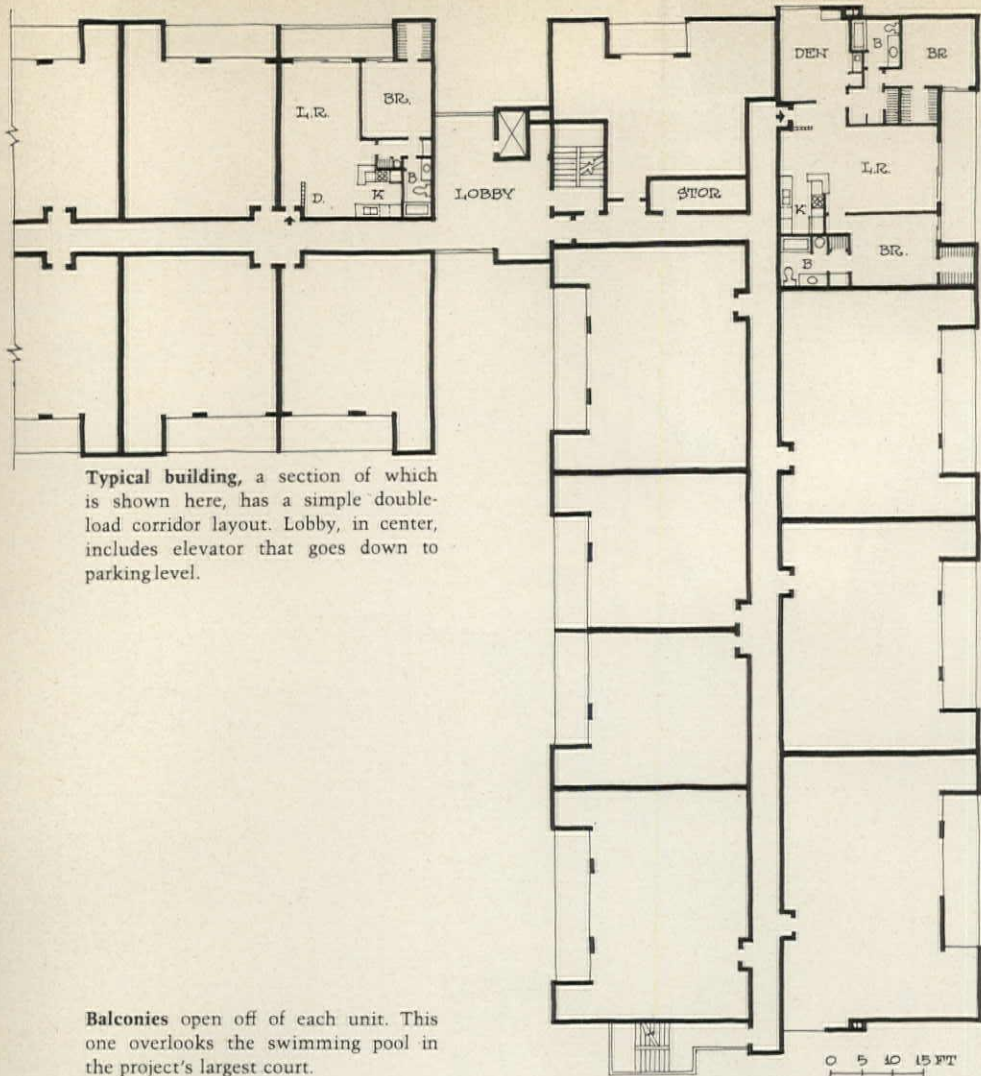 DEN
B
BR
BR.
L.R.
L.R.
LOBBY
STOR
D.
K
B.
K
BR.
B
Typical building, a section of which
is shown here, has a simple double-
load corridor layout. Lobby, in center,
includes elevator that goes down to
parking level.
Balconies open off of each unit. This
one overlooks the swimming pool in
the project's largest court.
0 5 10 15 FT